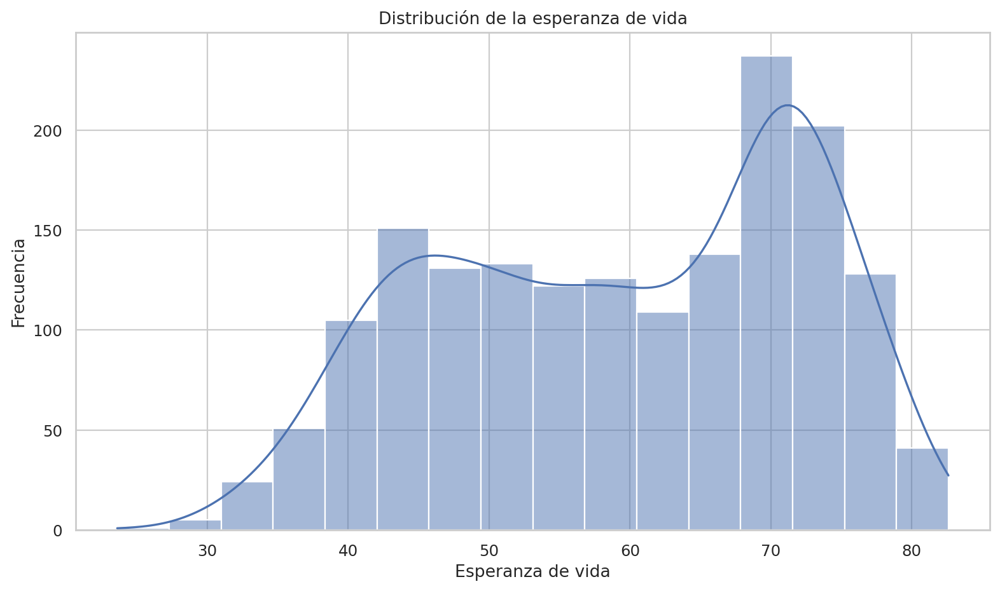 Distribución de la esperanza de vida
Frecuencia
200
150
100
50
0
30 40 50 60 70 80
Esperanza de vida